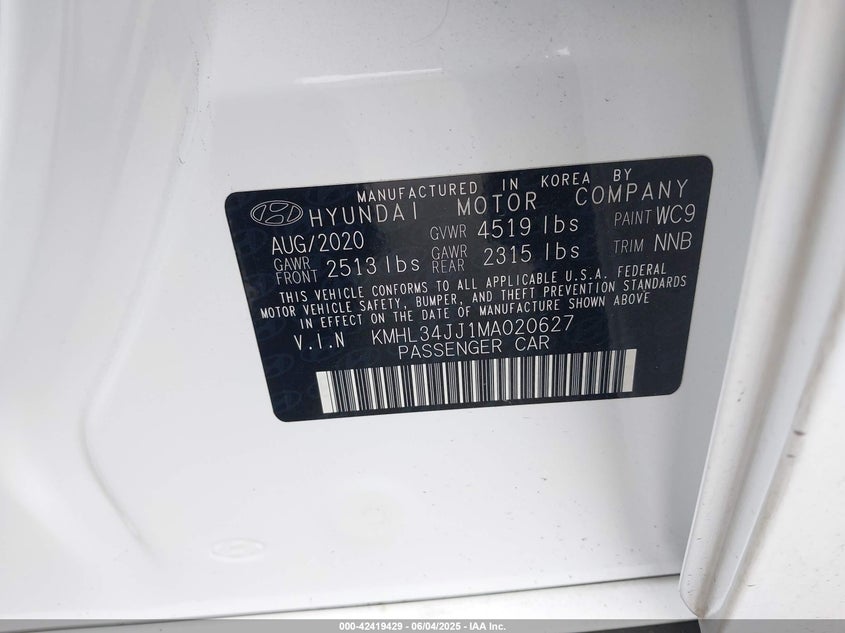 MANUFACTURED IN KOREA BY
HYUNDAI MOTOR COMPANY
AUG/2020 GVWR 4519 lbs PAINT WC9
GAWR FRONT 2513 lbs GAWR REAR 2315 lbs TRIM NNB
THIS VEHICLE CONFORMS TO ALL APPLICABLE U.S.A. FEDERAL
MOTOR VEHICLE SAFETY, BUMPER, AND THEFT PREVENTION STANDARDS
IN EFFECT ON THE DATE OF MANUFACTURE SHOWN ABOVE
V.I.N KMHL34JJ1MA020627
PASSENGER CAR
000-42419429 - 06/04/2025 - IAA Inc.